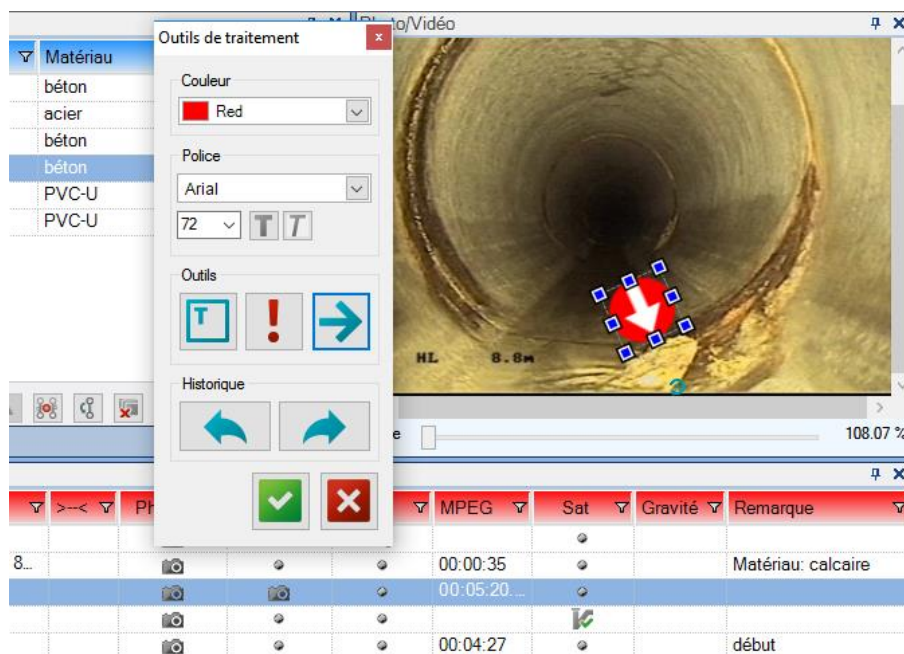 Photo/Vidéo
Outils de traitement
Matériau
béton
acier
béton
béton
PVC-U
PVC-U
Couleur
Red
Police
Arial
72
T T
Outils
T
!
Historique
HL 8.8m
108.07 %
>--< MPEG Sat Gravité Remarque
8... 00:00:35 Matériau: calcaire
00:05:20....
00:04:27 début